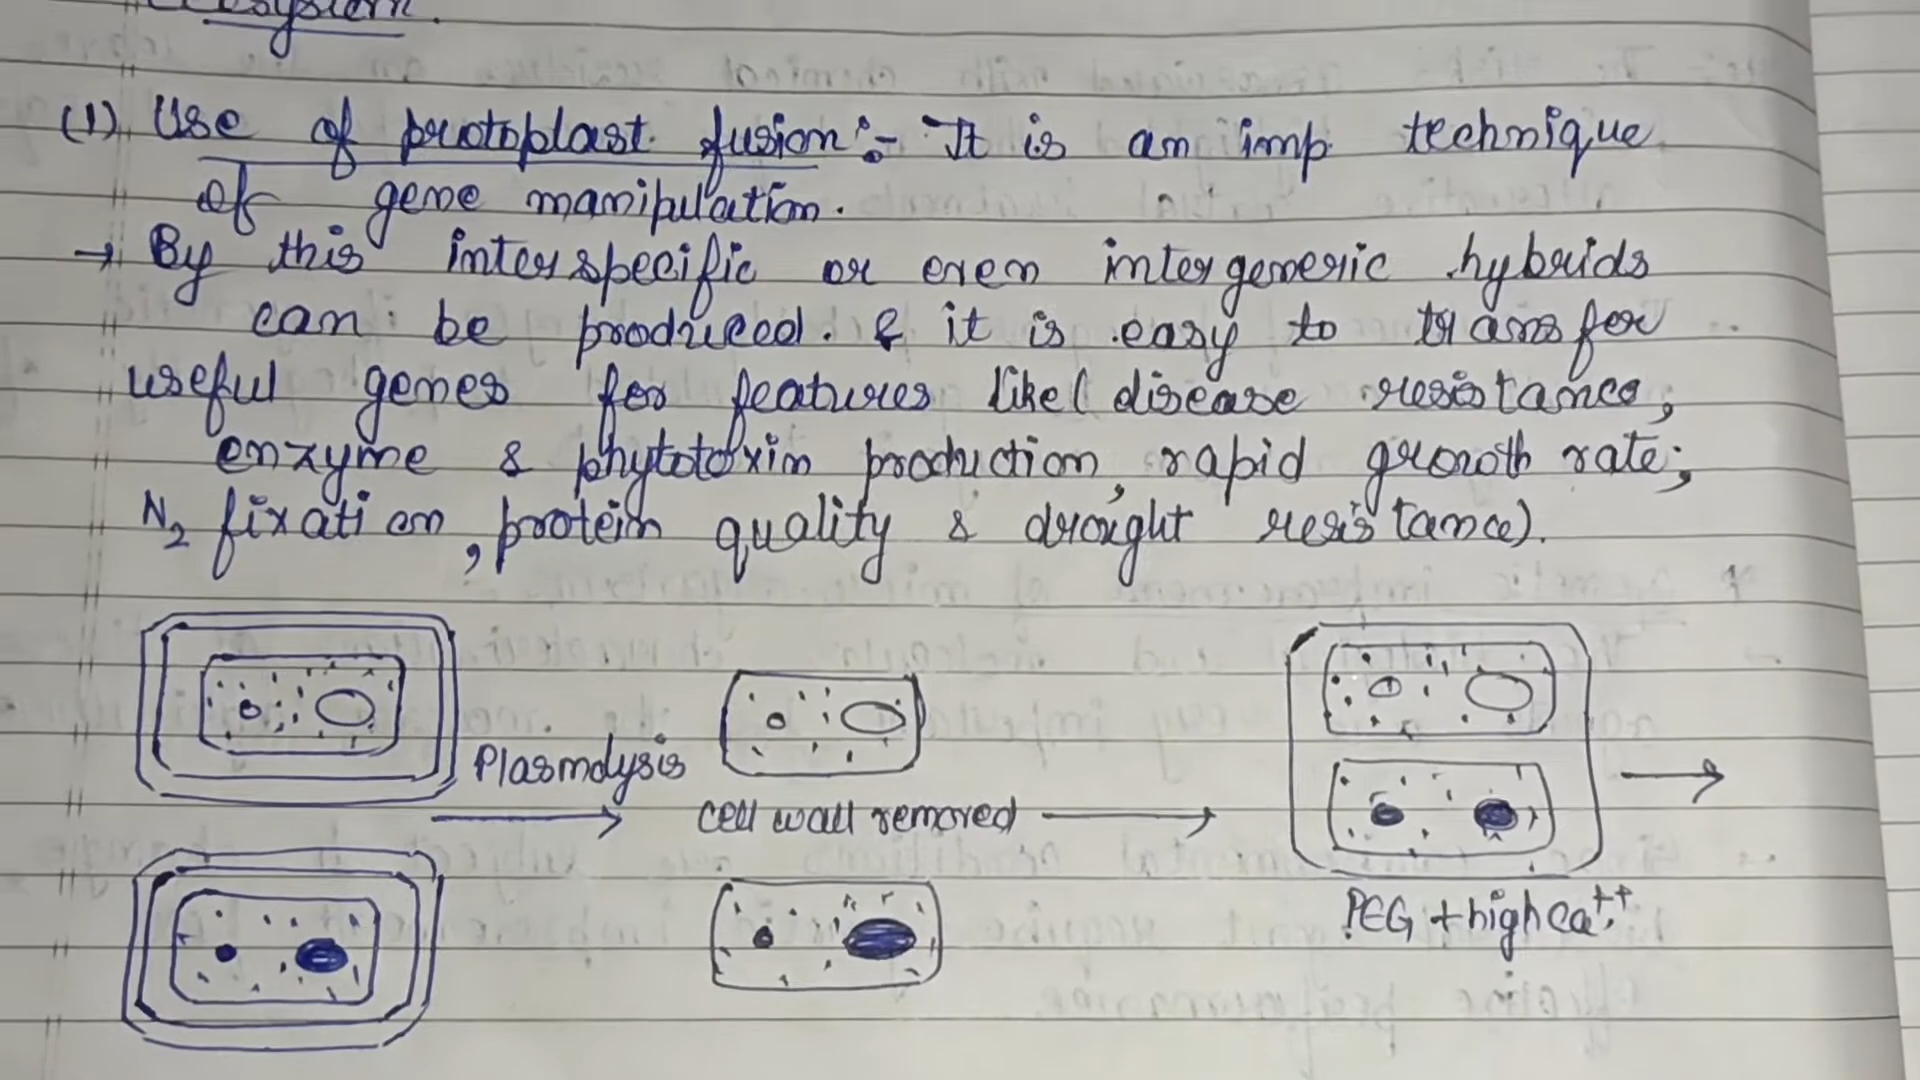 (1) Use of protoplast fusion :- It is an imp technique
of gene manipulation.
→ By this interspecific or even intergeneric hybrids
can be produced. & it is easy to transfer
useful genes for features like ( disease resistance,
enzyme & phytotoxin production, rapid growth rate,
N2 fixation, protein quality & drought resistance).
Plasmolysis
cell wall removed
PEG + high ca++